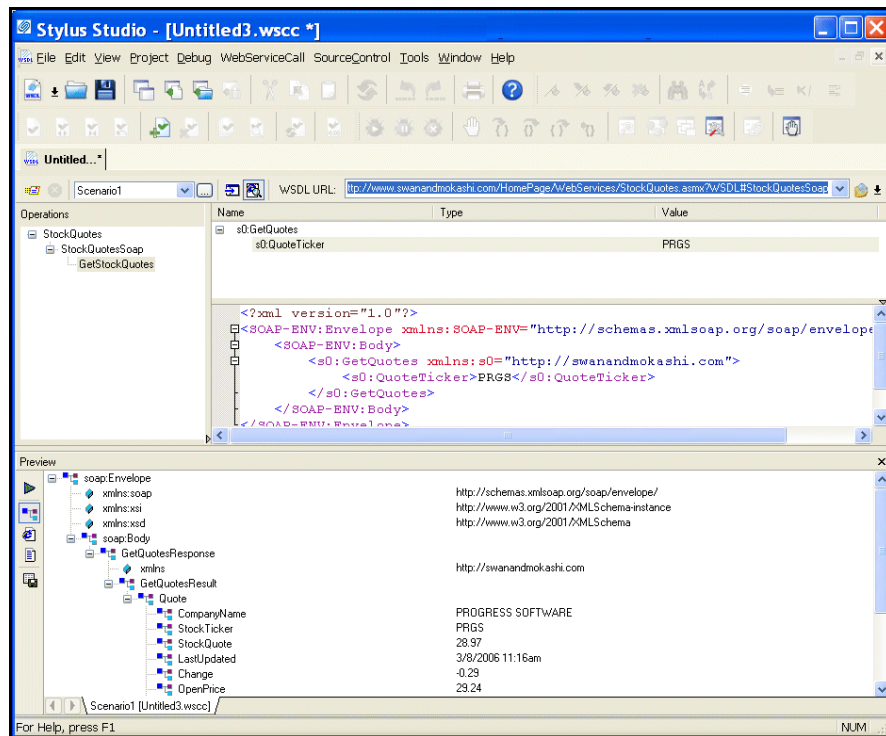 Stylus Studio - [Untitled3.wscc *]
File Edit View Project Debug WebServiceCall SourceControl Tools Window Help
Untitled...*
Scenario1
WSDL URL: ttp://www.swanandmokashi.com/HomePage/WebServices/StockQuotes.asmx?WSDL#StockQuotesSoap
Operations
StockQuotes
StockQuotesSoap
GetStockQuotes
Name Type Value
s0:GetQuotes
s0:QuoteTicker PRGS
<?xml version="1.0"?>
<SOAP-ENV:Envelope xmlns:SOAP-ENV="http://schemas.xmlsoap.org/soap/envelope
<SOAP-ENV:Body>
<s0:GetQuotes xmlns:s0="http://swanandmokashi.com">
<s0:QuoteTicker>PRGS</s0:QuoteTicker>
</s0:GetQuotes>
</SOAP-ENV:Body>
</SOAP-ENV:Envelope>
Preview
soap:Envelope
xmlns:soap http://schemas.xmlsoap.org/soap/envelope/
xmlns:xsi http://www.w3.org/2001/XMLSchema-instance
xmlns:xsd http://www.w3.org/2001/XMLSchema
soap:Body
GetQuotesResponse
xmlns http://swanandmokashi.com
GetQuotesResult
Quote
CompanyName PROGRESS SOFTWARE
StockTicker PRGS
StockQuote 28.97
LastUpdated 3/8/2006 11:16am
Change -0.29
OpenPrice 29.24
Scenario1 [Untitled3.wscc]
For Help, press F1 NUM